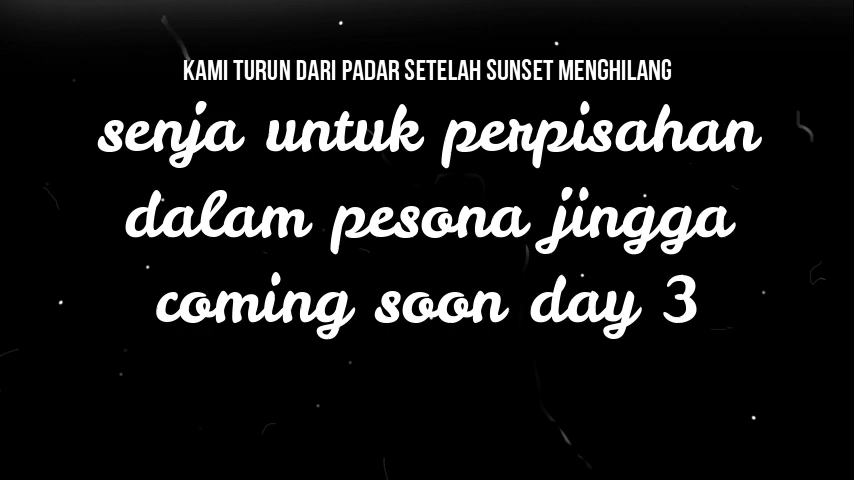 KAMI TURUN DARI PADAR SETELAH SUNSET MENGHILANG
senja untuk perpisahan
dalam pesona jingga
coming soon day 3